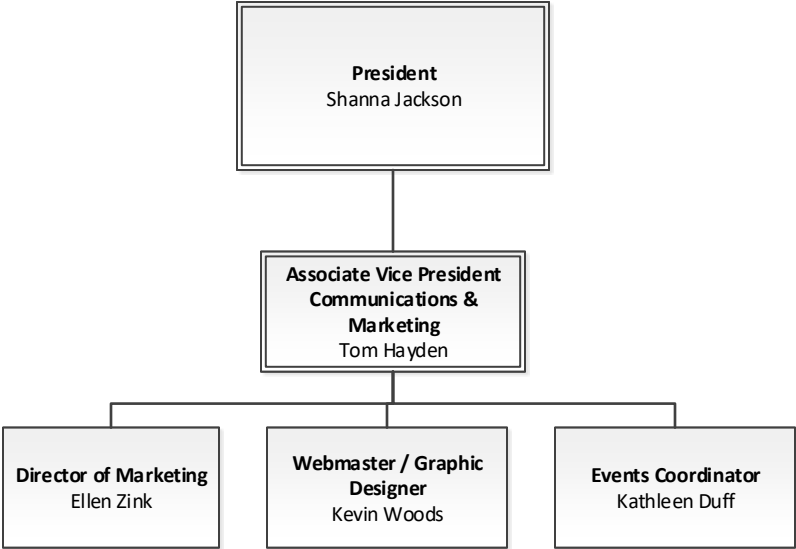 President
Shanna Jackson
Associate Vice President
Communications &
Marketing
Tom Hayden
Director of Marketing
Ellen Zink
Webmaster / Graphic
Designer
Kevin Woods
Events Coordinator
Kathleen Duff